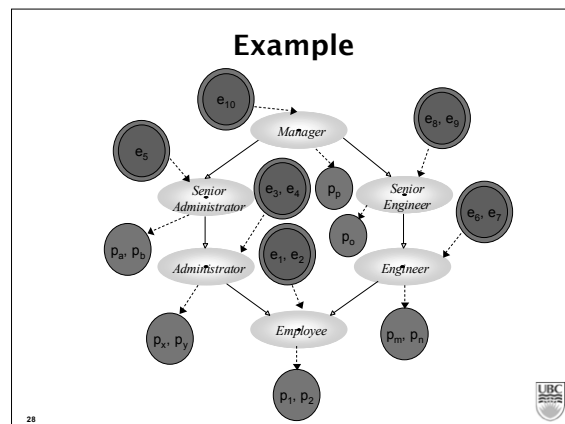 Example
e10
Manager
e8, e9
e5
Senior
Administrator
e3, e4
pp
Senior
Engineer
e6, e7
pa, pb
po
Administrator
e1, e2
Engineer
px, py
Employee
pm, pn
p1, p2
UBC
28